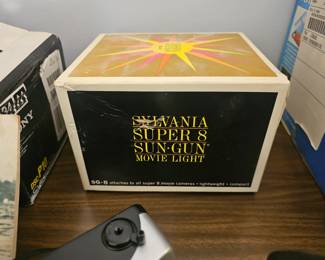 SYLVANIA
SUPER 8
SUN-GUN
MOVIE LIGHT
SG-8 attaches to all super 8 movie cameras • lightweight • compact